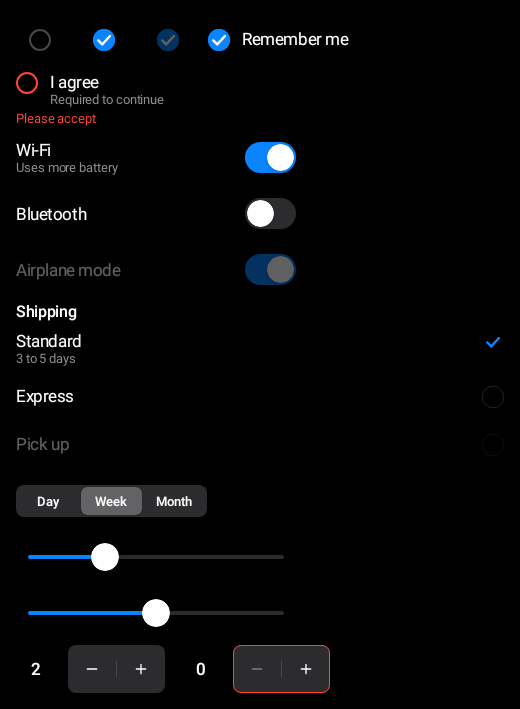 Remember me
I agree
Required to continue
Please accept
Wi-Fi
Uses more battery
Bluetooth
Airplane mode
Shipping
Standard
3 to 5 days
Express
Pick up
Day Week Month
2 − + 0 − +